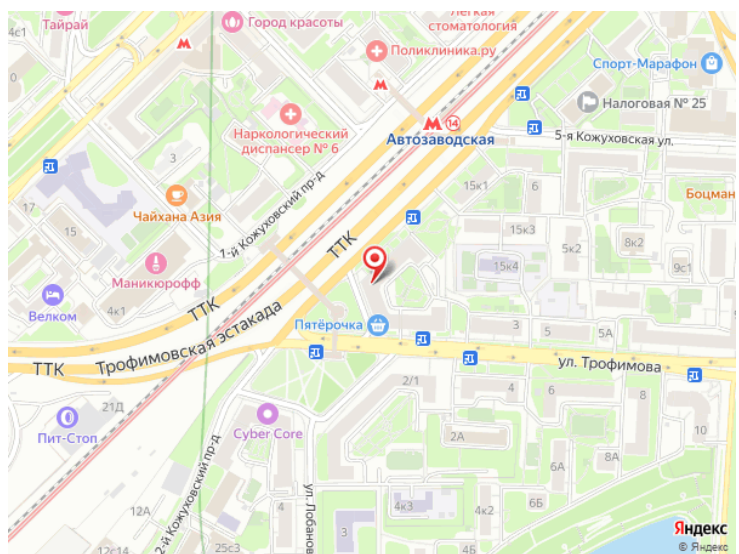 4с1
Тайрай
Город красоты
Легкая
стоматология
Поликлиника.ру
Спорт-Марафон
Налоговая № 25
Наркологический
диспансер № 6
14
Автозаводская
5-я Кожуховская ул.
3
17
15
Чайхана Азия
1-й Кожуховский пр-д
15к1
6
Боцман
15к3
5к2
8к2
9с1
15к4
ТТК
Маникюрофф
4к1
Велком
ТТК
Трофимовская эстакада
Пятёрочка
3
5
5А
ТТК
ул. Трофимова
2/1
4
6
8
21Д
Пит-Стоп
Cyber Core
2А
10
8А
6А
2-й Кожуховский пр-д
ул. Лобанова
12А
4к3
4к2
6Б
3
4Б
12с14
25с3
Яндекс
© Яндекс